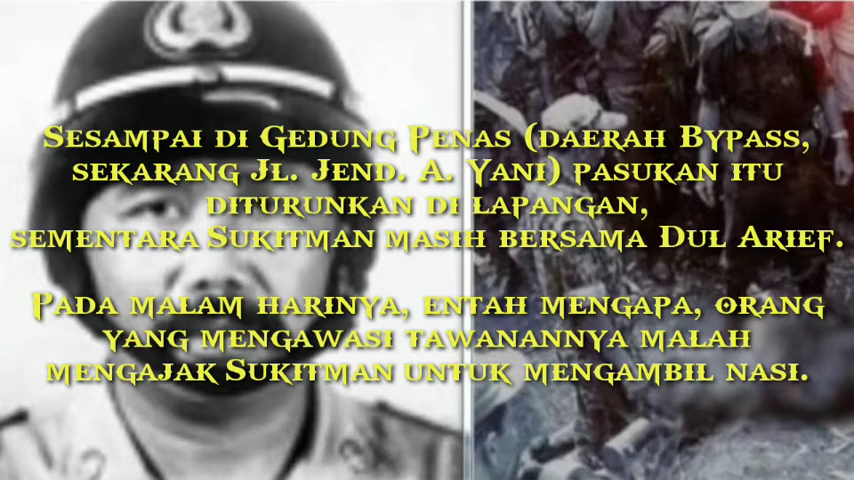 Sesampai di Gedung Penas (daerah Bypass,
sekarang Jl. Jend. A. Yani) pasukan itu
diturunkan di lapangan,
sementara Sukitman masih bersama Dul Arief.
Pada malam harinya, entah mengapa, orang
yang mengawasi tawanannya malah
mengajak Sukitman untuk mengambil nasi.